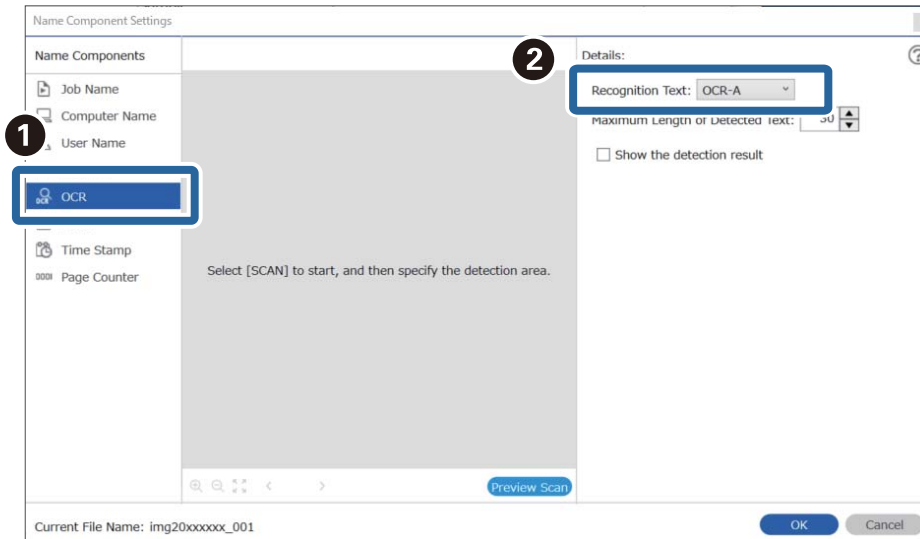 Name Component Settings
Name Components
Job Name
Computer Name
User Name
OCR
Time Stamp
Page Counter
1
2
Select [SCAN] to start, and then specify the detection area.
Preview Scan
Details:
Recognition Text: OCR-A
Maximum Length of Detected Text: 30
Show the detection result
Current File Name: img20xxxxxx_001
OK
Cancel